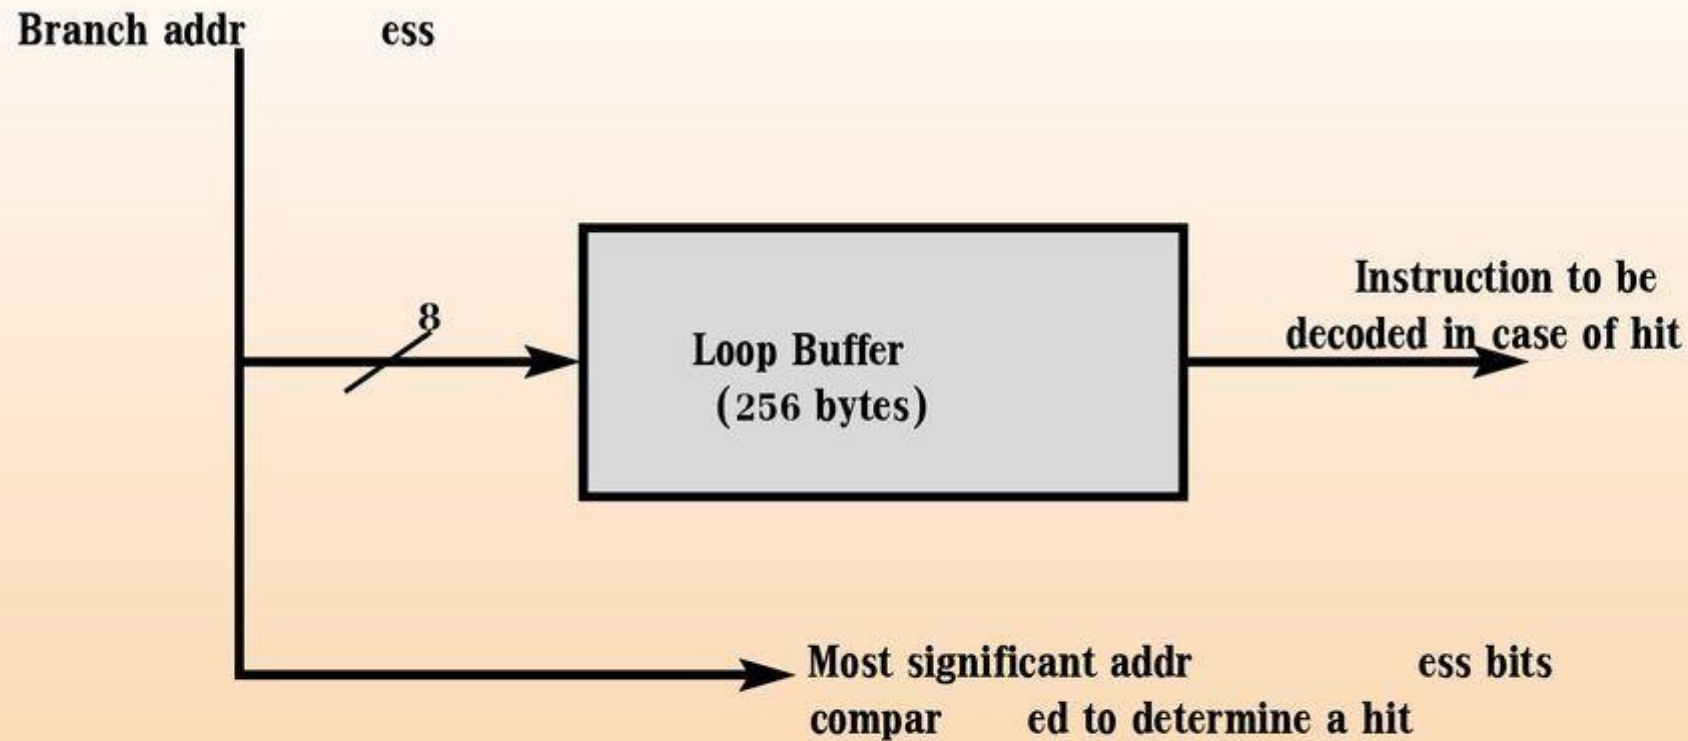 Branch addr ess
8
Loop Buffer
(256 bytes)
Instruction to be
decoded in case of hit
Most significant addr ess bits
compar ed to determine a hit